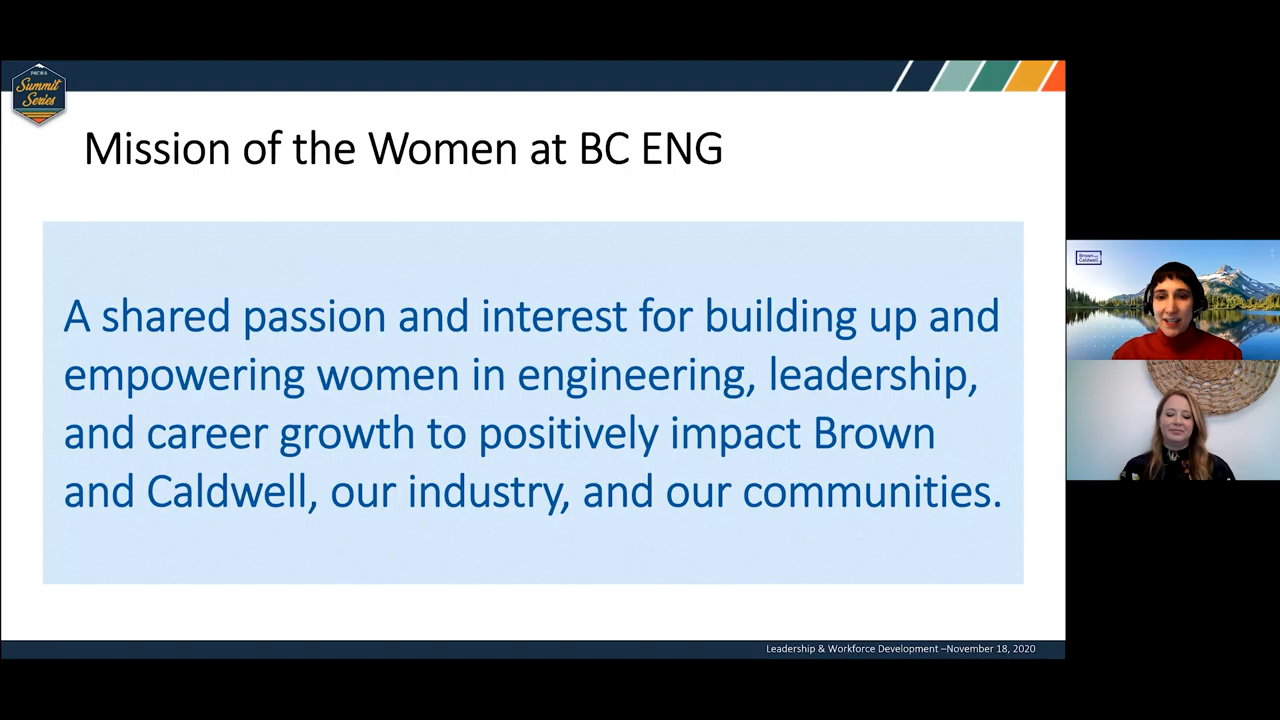 PNCWA
Summit
Series
Mission of the Women at BC ENG
A shared passion and interest for building up and
empowering women in engineering, leadership,
and career growth to positively impact Brown
and Caldwell, our industry, and our communities.
Brown and
Caldwell
Leadership & Workforce Development –November 18, 2020